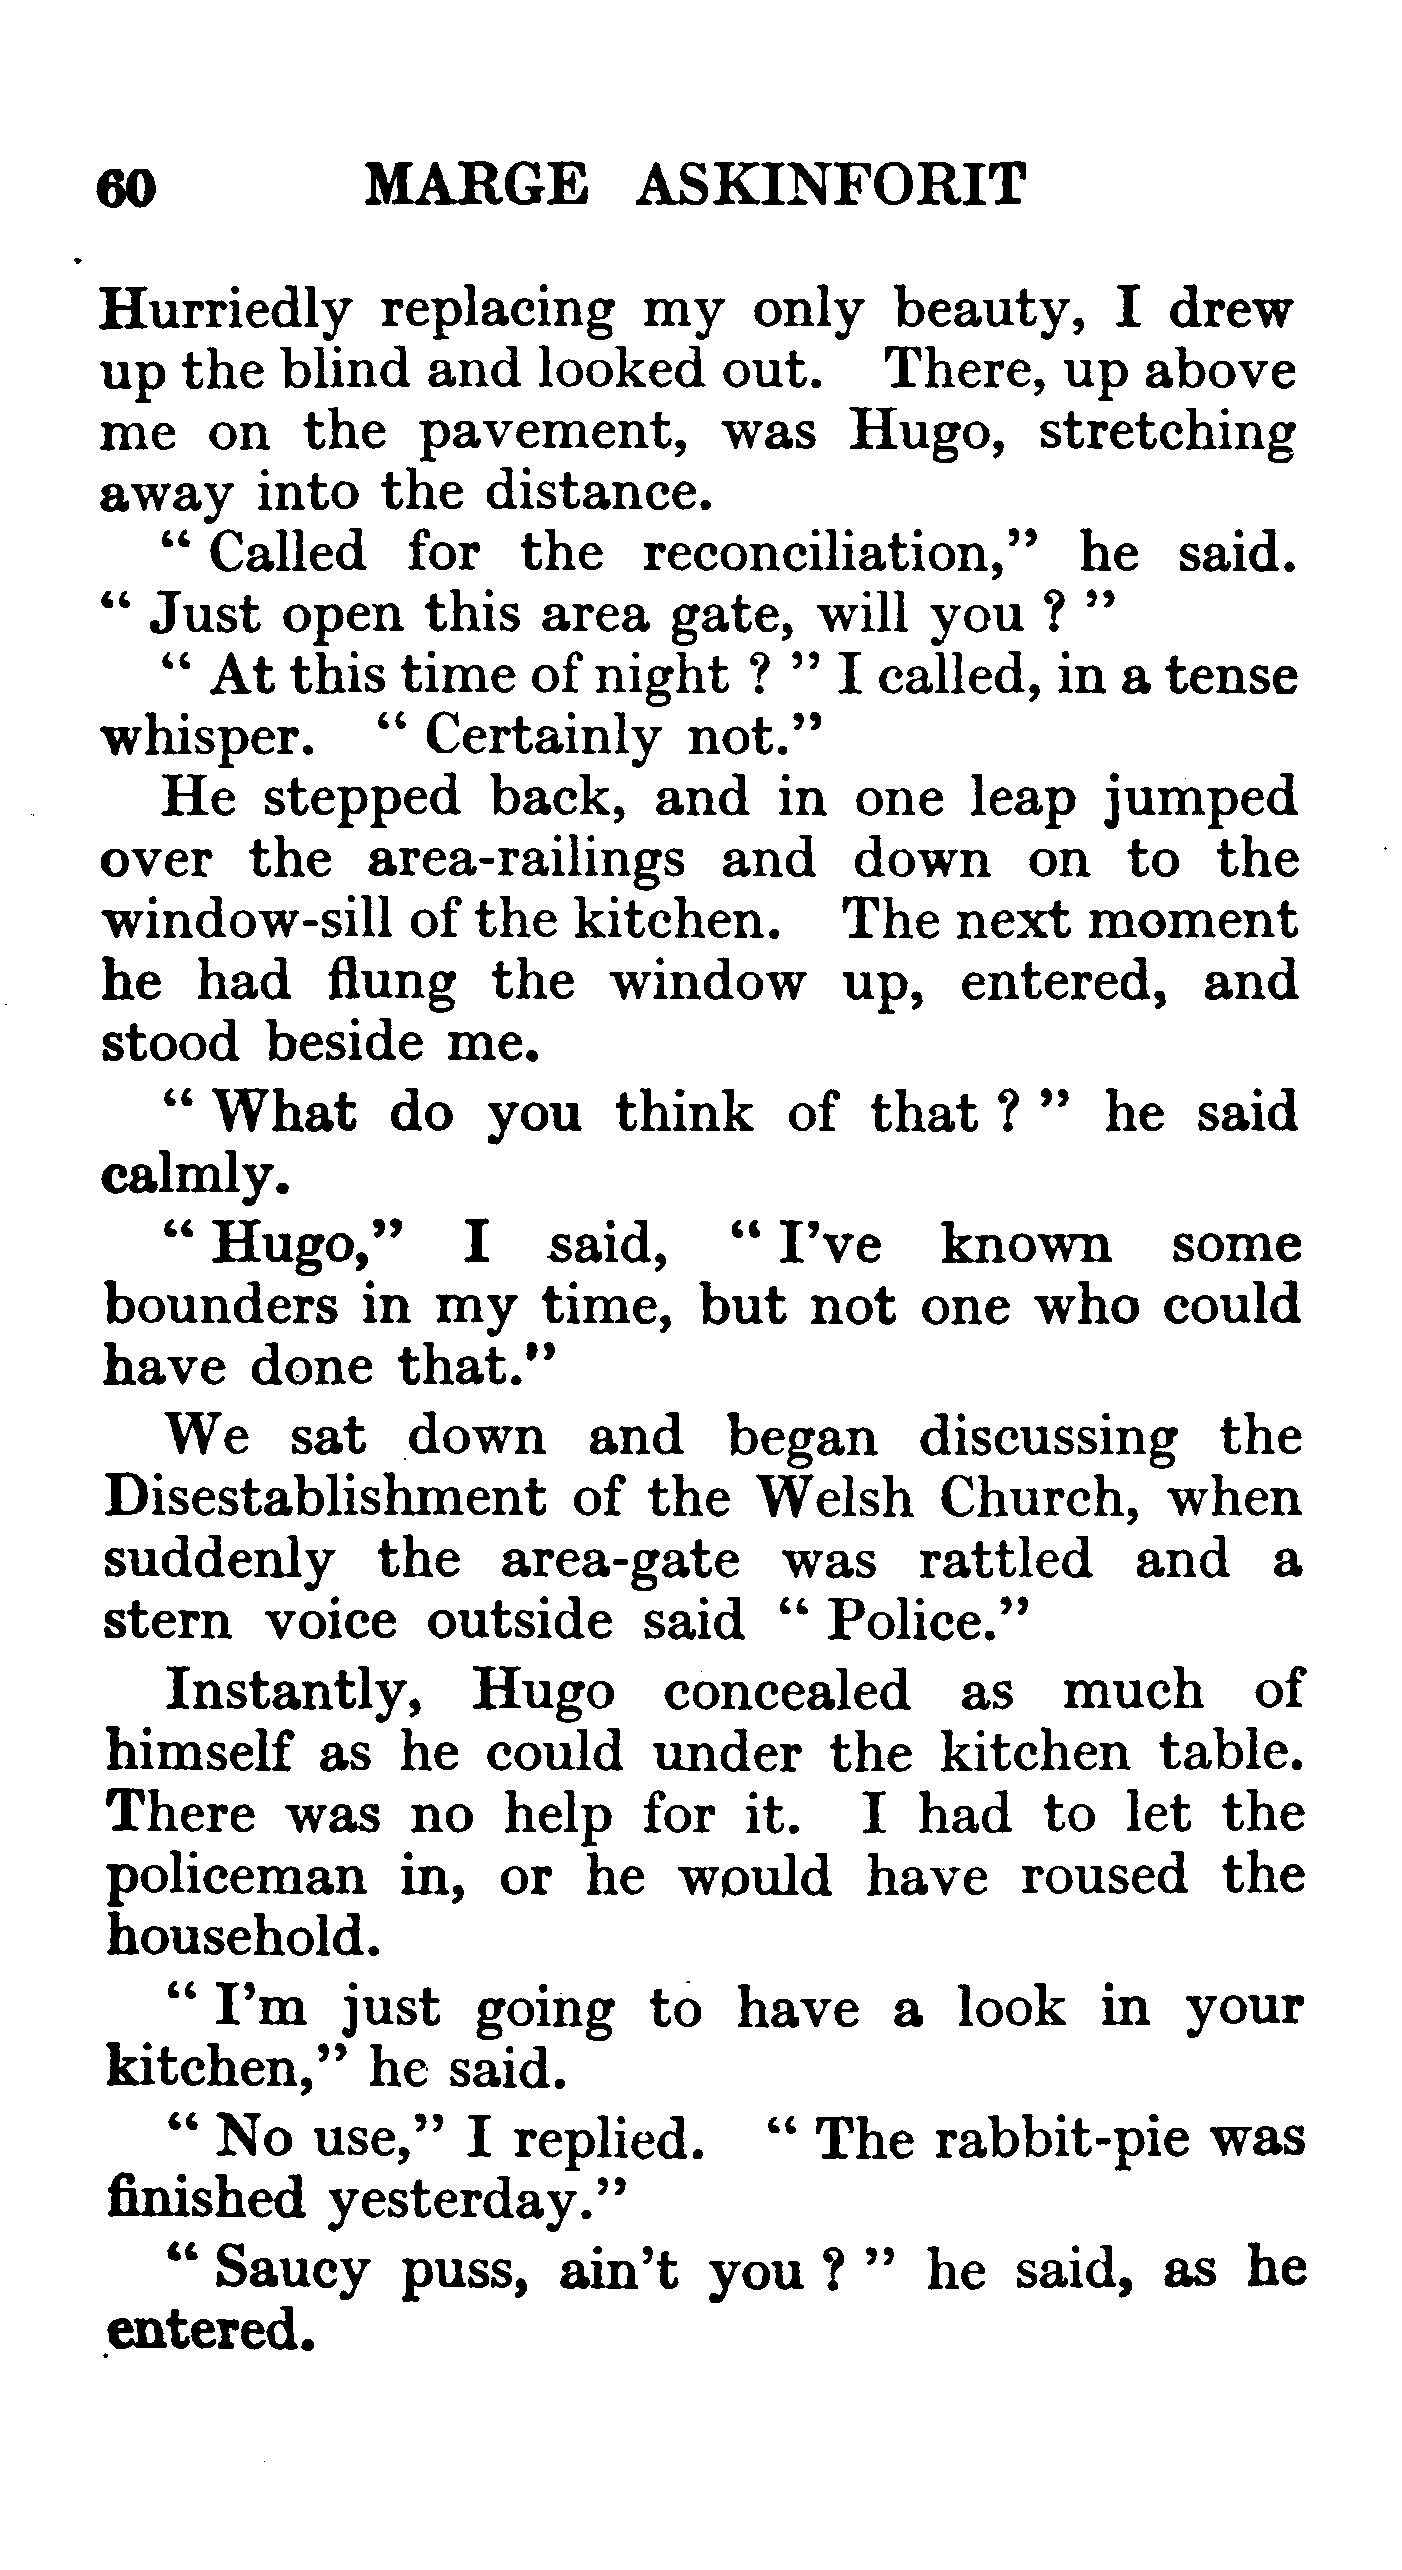 60 MARGE ASKINFORIT
Hurriedly replacing my only beauty, I drew
up the blind and looked out. There, up above
me on the pavement, was Hugo, stretching
away into the distance.
“ Called for the reconciliation,” he said.
“ Just open this area gate, will you ? ”
“ At this time of night ? ” I called, in a tense
whisper. “ Certainly not.”
He stepped back, and in one leap jumped
over the area-railings and down on to the
window-sill of the kitchen. The next moment
he had flung the window up, entered, and
stood beside me.
“ What do you think of that ? ” he said
calmly.
“ Hugo,” I said, “ I’ve known some
bounders in my time, but not one who could
have done that.”
We sat down and began discussing the
Disestablishment of the Welsh Church, when
suddenly the area-gate was rattled and a
stern voice outside said “ Police.”
Instantly, Hugo concealed as much of
himself as he could under the kitchen table.
There was no help for it. I had to let the
policeman in, or he would have roused the
household.
“ I’m just going to have a look in your
kitchen,” he said.
“ No use,” I replied. “ The rabbit-pie was
finished yesterday.”
“ Saucy puss, ain’t you ? ” he said, as he
entered.